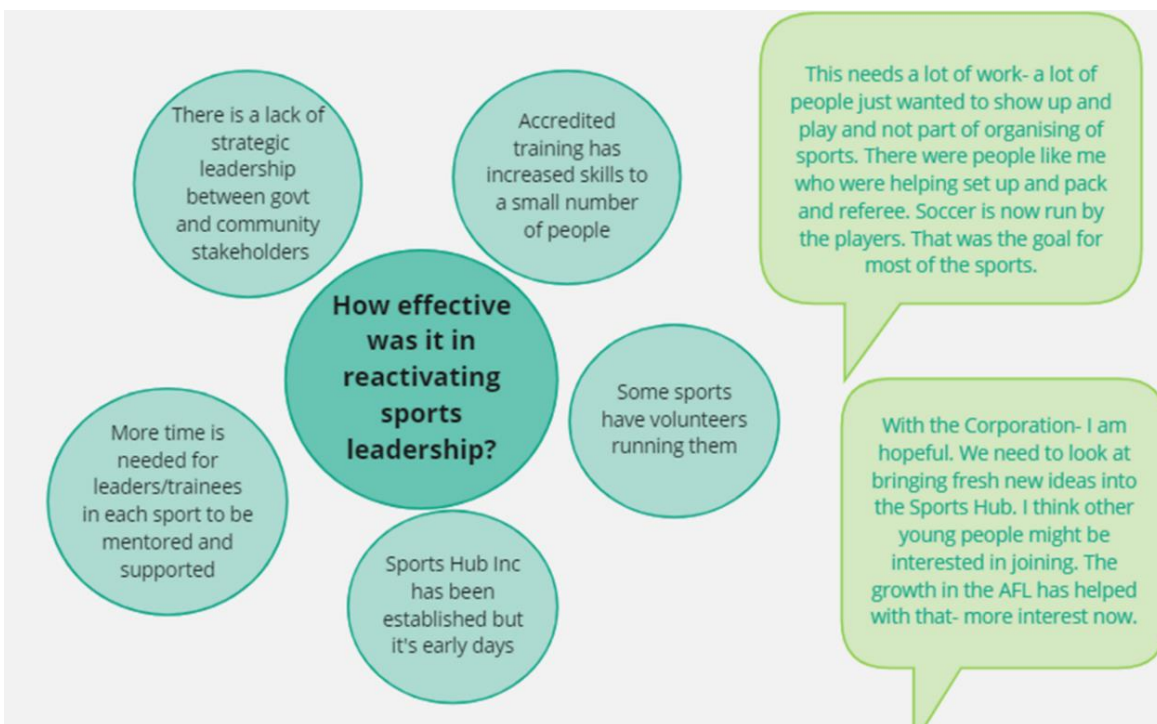 There is a lack of
strategic
leadership
between govt
and community
stakeholders
Accredited
training has
increased skills to
a small number
of people
How effective
was it in
reactivating
sports
leadership?
Some sports
have volunteers
running them
More time is
needed for
leaders/trainees
in each sport to be
mentored and
supported
Sports Hub Inc
has been
established but
it's early days
This needs a lot of work- a lot of
people just wanted to show up and
play and not part of organising of
sports. There were people like me
who were helping set up and pack
and referee. Soccer is now run by
the players. That was the goal for
most of the sports.
With the Corporation- I am
hopeful. We need to look at
bringing fresh new ideas into
the Sports Hub. I think other
young people might be
interested in joining. The
growth in the AFL has helped
with that- more interest now.